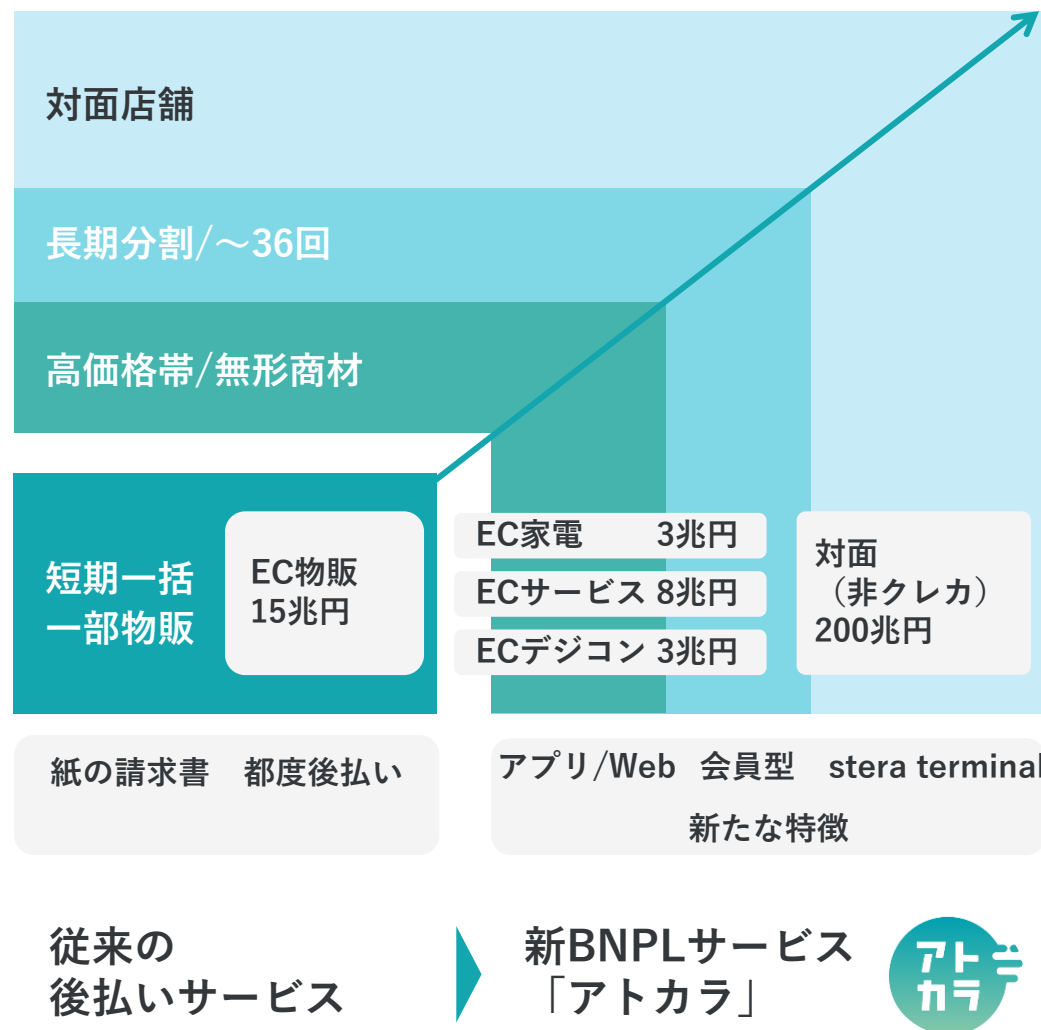 対面店舗
長期分割/～36回
高価格帯/無形商材
短期一括
一部物販
EC物販
15兆円
EC家電 3兆円
ECサービス 8兆円
ECデジコン 3兆円
対面
（非クレカ）
200兆円
紙の請求書 都度後払い
アプリ/Web 会員型 stera terminal
新たな特徴
従来の
後払いサービス
新BNPLサービス
「アトカラ」
アト
カラ